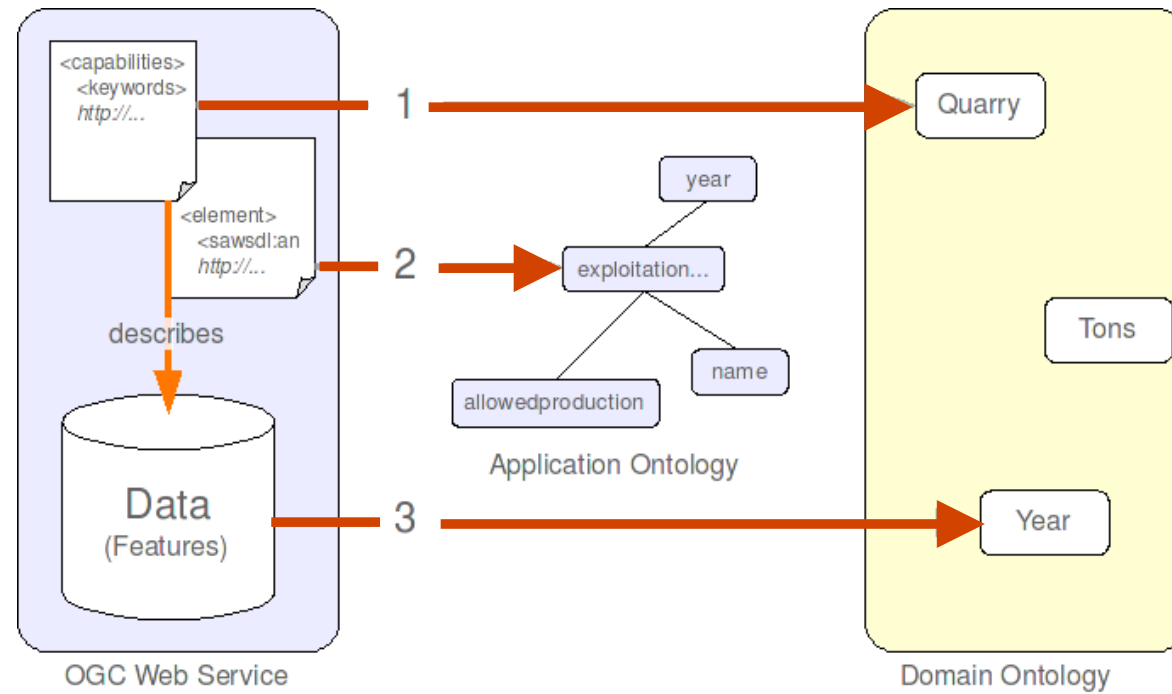 <capabilities>
<keywords>
http://...
1
Quarry
year
<element>
<sawsdl:an
http://...
2
exploitation...
describes
Tons
name
allowedproduction
Application Ontology
Data
(Features)
3
Year
OGC Web Service
Domain Ontology